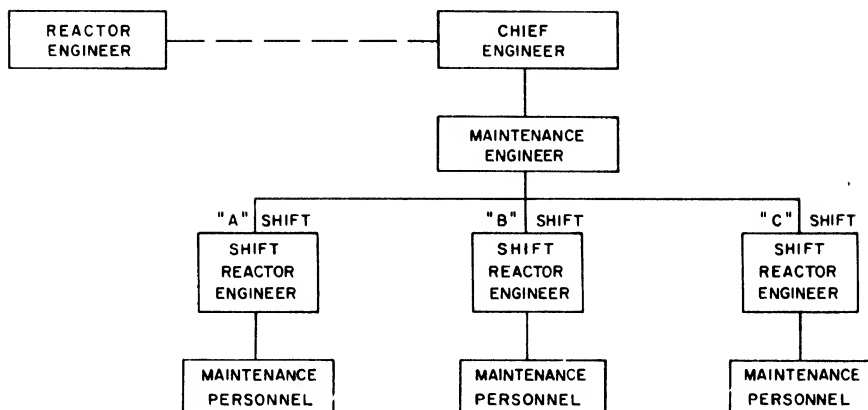 REACTOR
ENGINEER
CHIEF
ENGINEER
MAINTENANCE
ENGINEER
"A" SHIFT
"B" SHIFT
"C" SHIFT
SHIFT
REACTOR
ENGINEER
SHIFT
REACTOR
ENGINEER
SHIFT
REACTOR
ENGINEER
MAINTENANCE
PERSONNEL
MAINTENANCE
PERSONNEL
MAINTENANCE
PERSONNEL